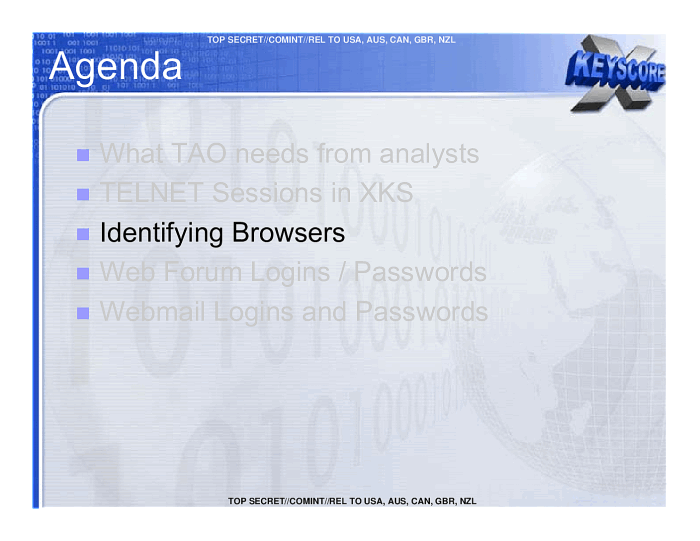 TOP SECRET//COMINT//REL TO USA, AUS, CAN, GBR, NZL
Agenda
X KEYSCORE
What TAO needs from analysts
TELNET Sessions in XKS
Identifying Browsers
Web Forum Logins / Passwords
Webmail Logins and Passwords
TOP SECRET//COMINT//REL TO USA, AUS, CAN, GBR, NZL